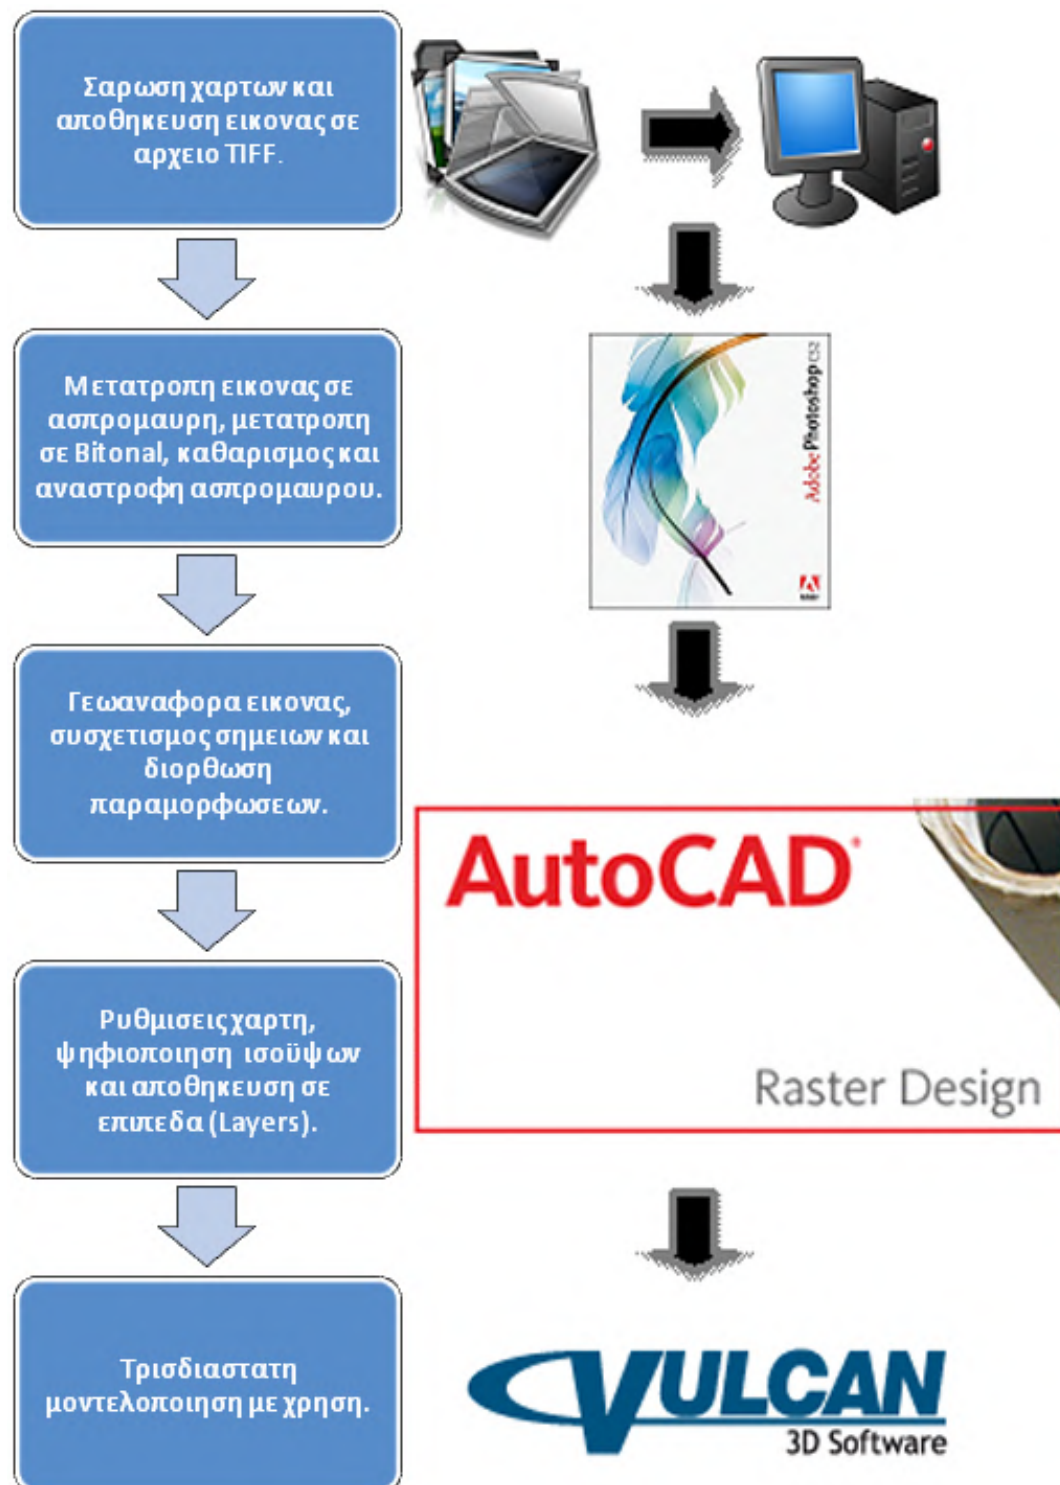 Σαρωση χαρτων και
αποθηκευση εικονας σε
αρχειο TIFF.
Μετατροπη εικονας σε
ασπρομαυρη, μετατροπη
σε Bitonal, καθαρισμος και
αναστροφη ασπρομαυρου.
Adobe Photoshop CS2
Γεωαναφορα εικονας,
συσχετισμος σημειων και
διορθωση
παραμορφωσεων.
AutoCAD®
Raster Design
Ρυθμισεις χαρτη,
ψηφιοποιηση ισοϋψων
και αποθηκευση σε
επιπεδα (Layers).
Τρισδιαστατη
μοντελοποιηση με χρηση.
VULCAN
3D Software